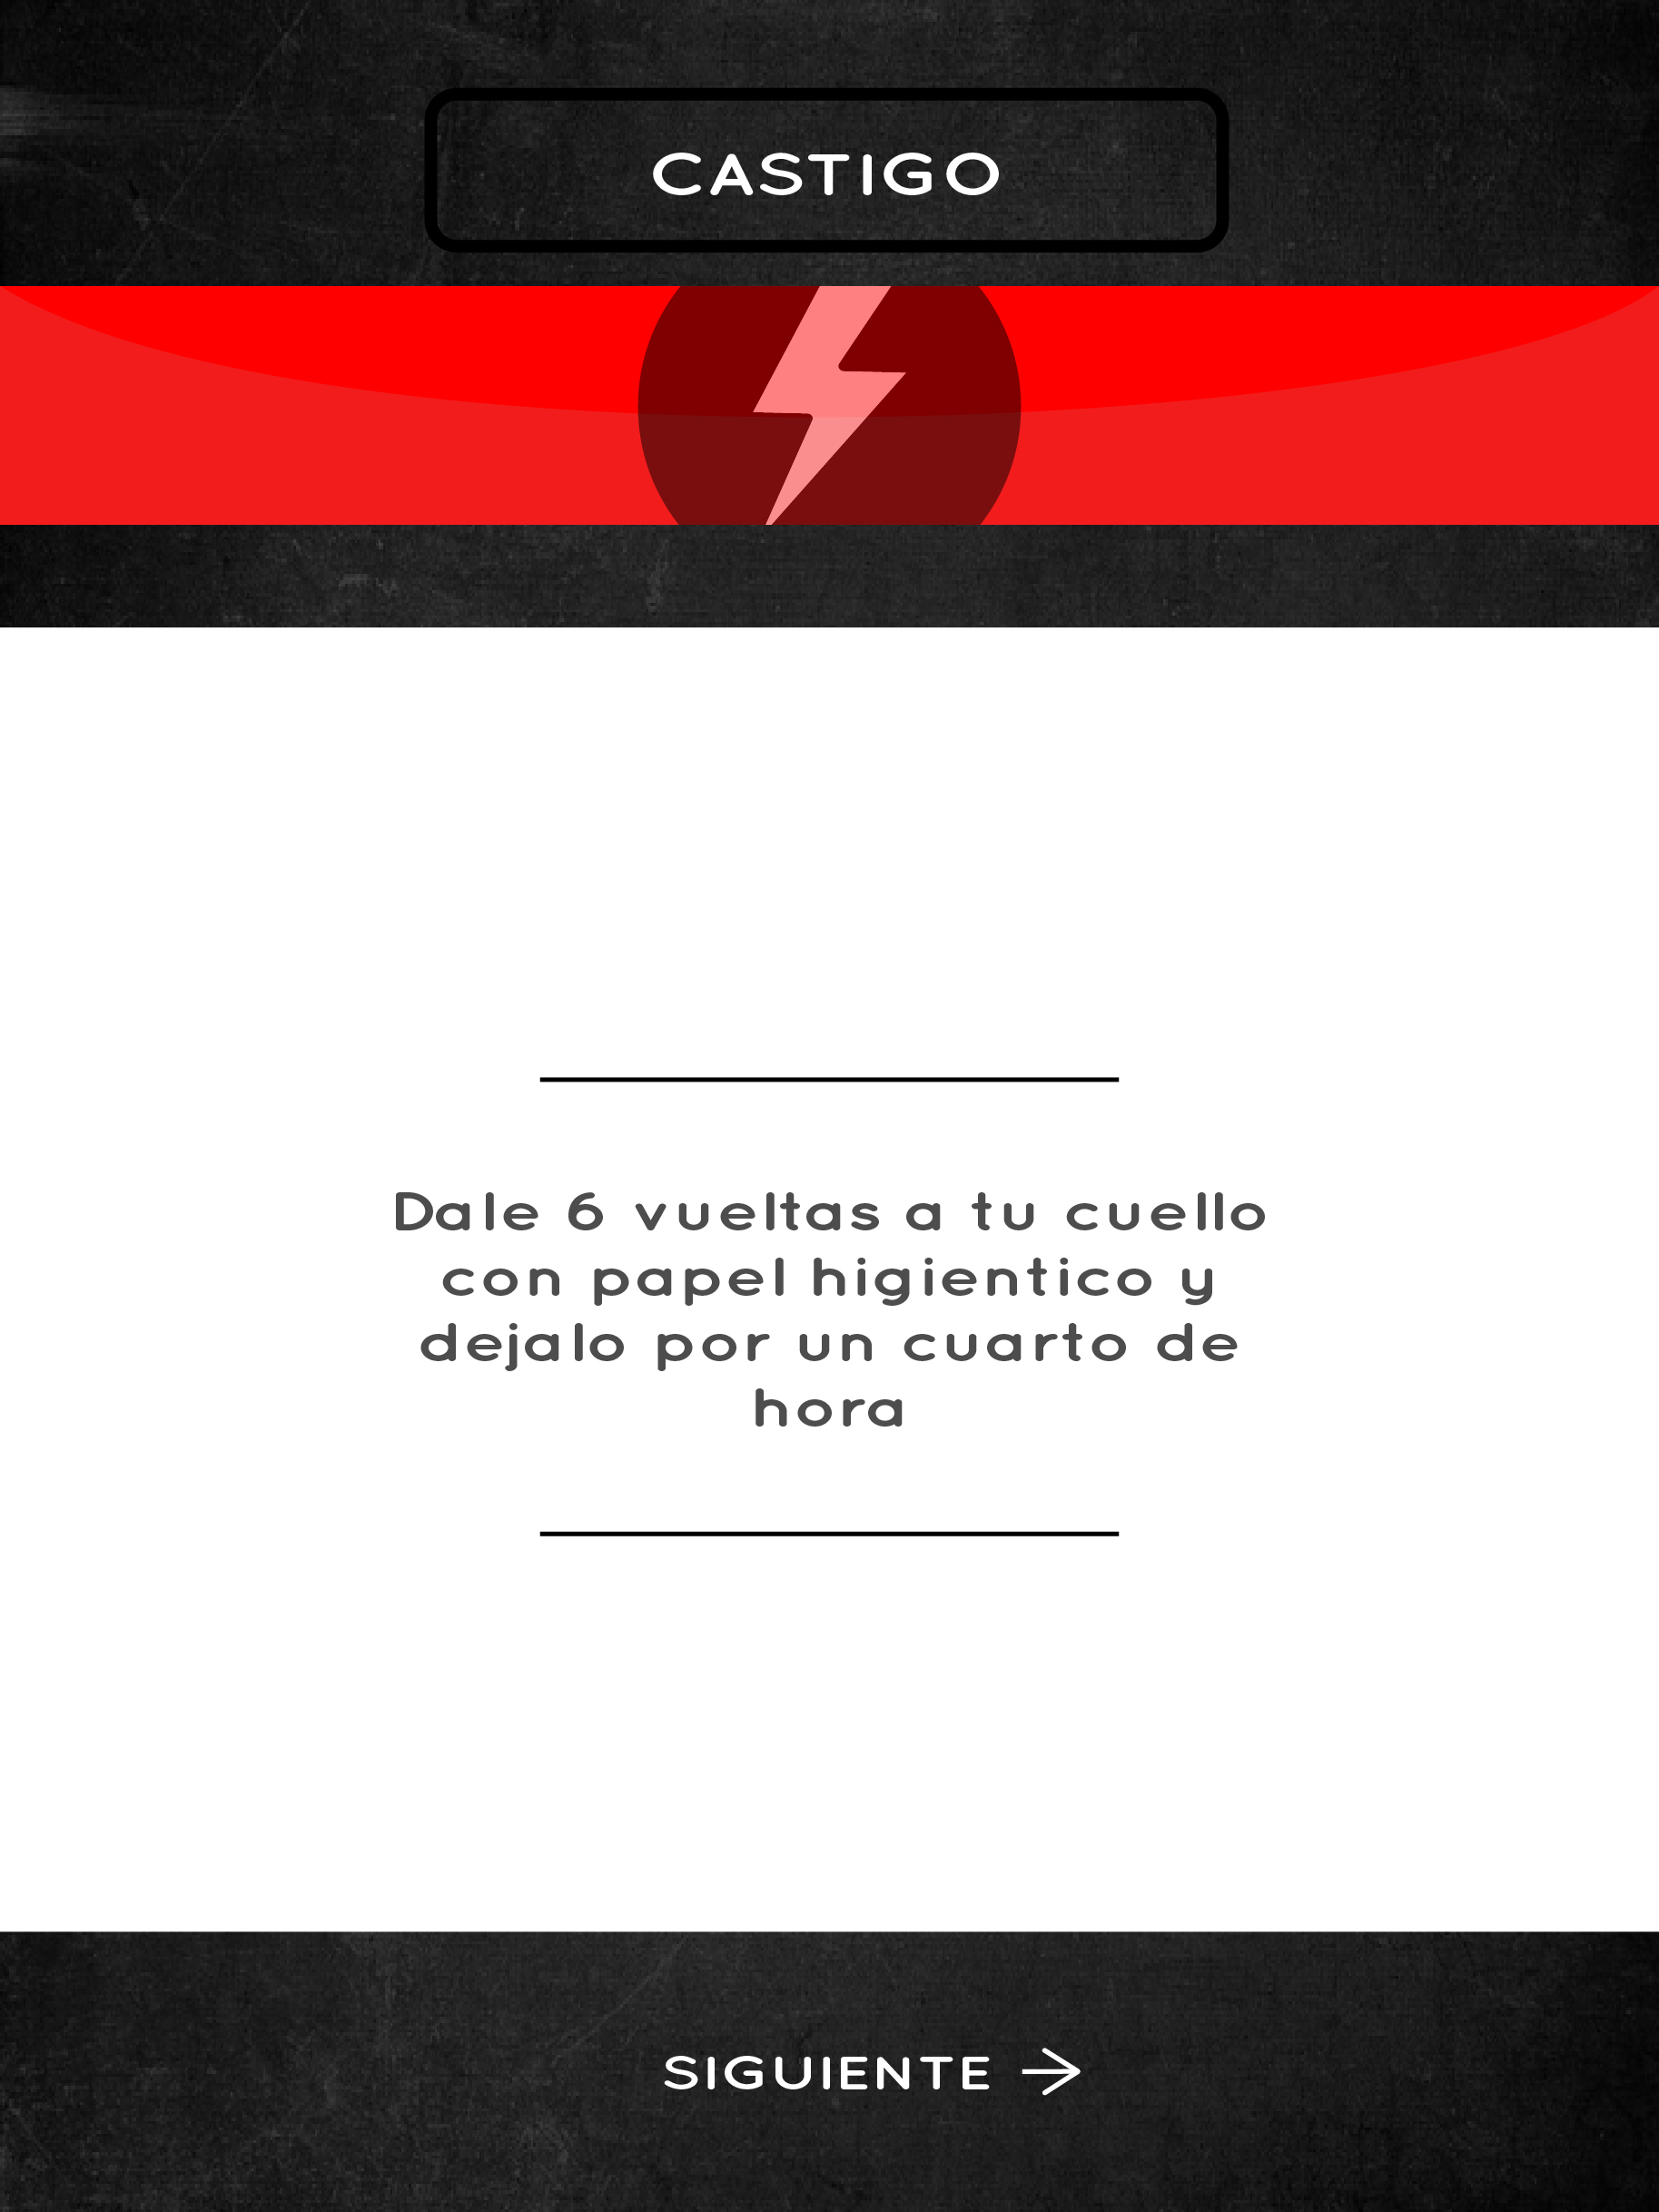 CASTIGO
Dale 6 vueltas a tu cuello
con papel higientico y
dejalo por un cuarto de
hora
SIGUIENTE